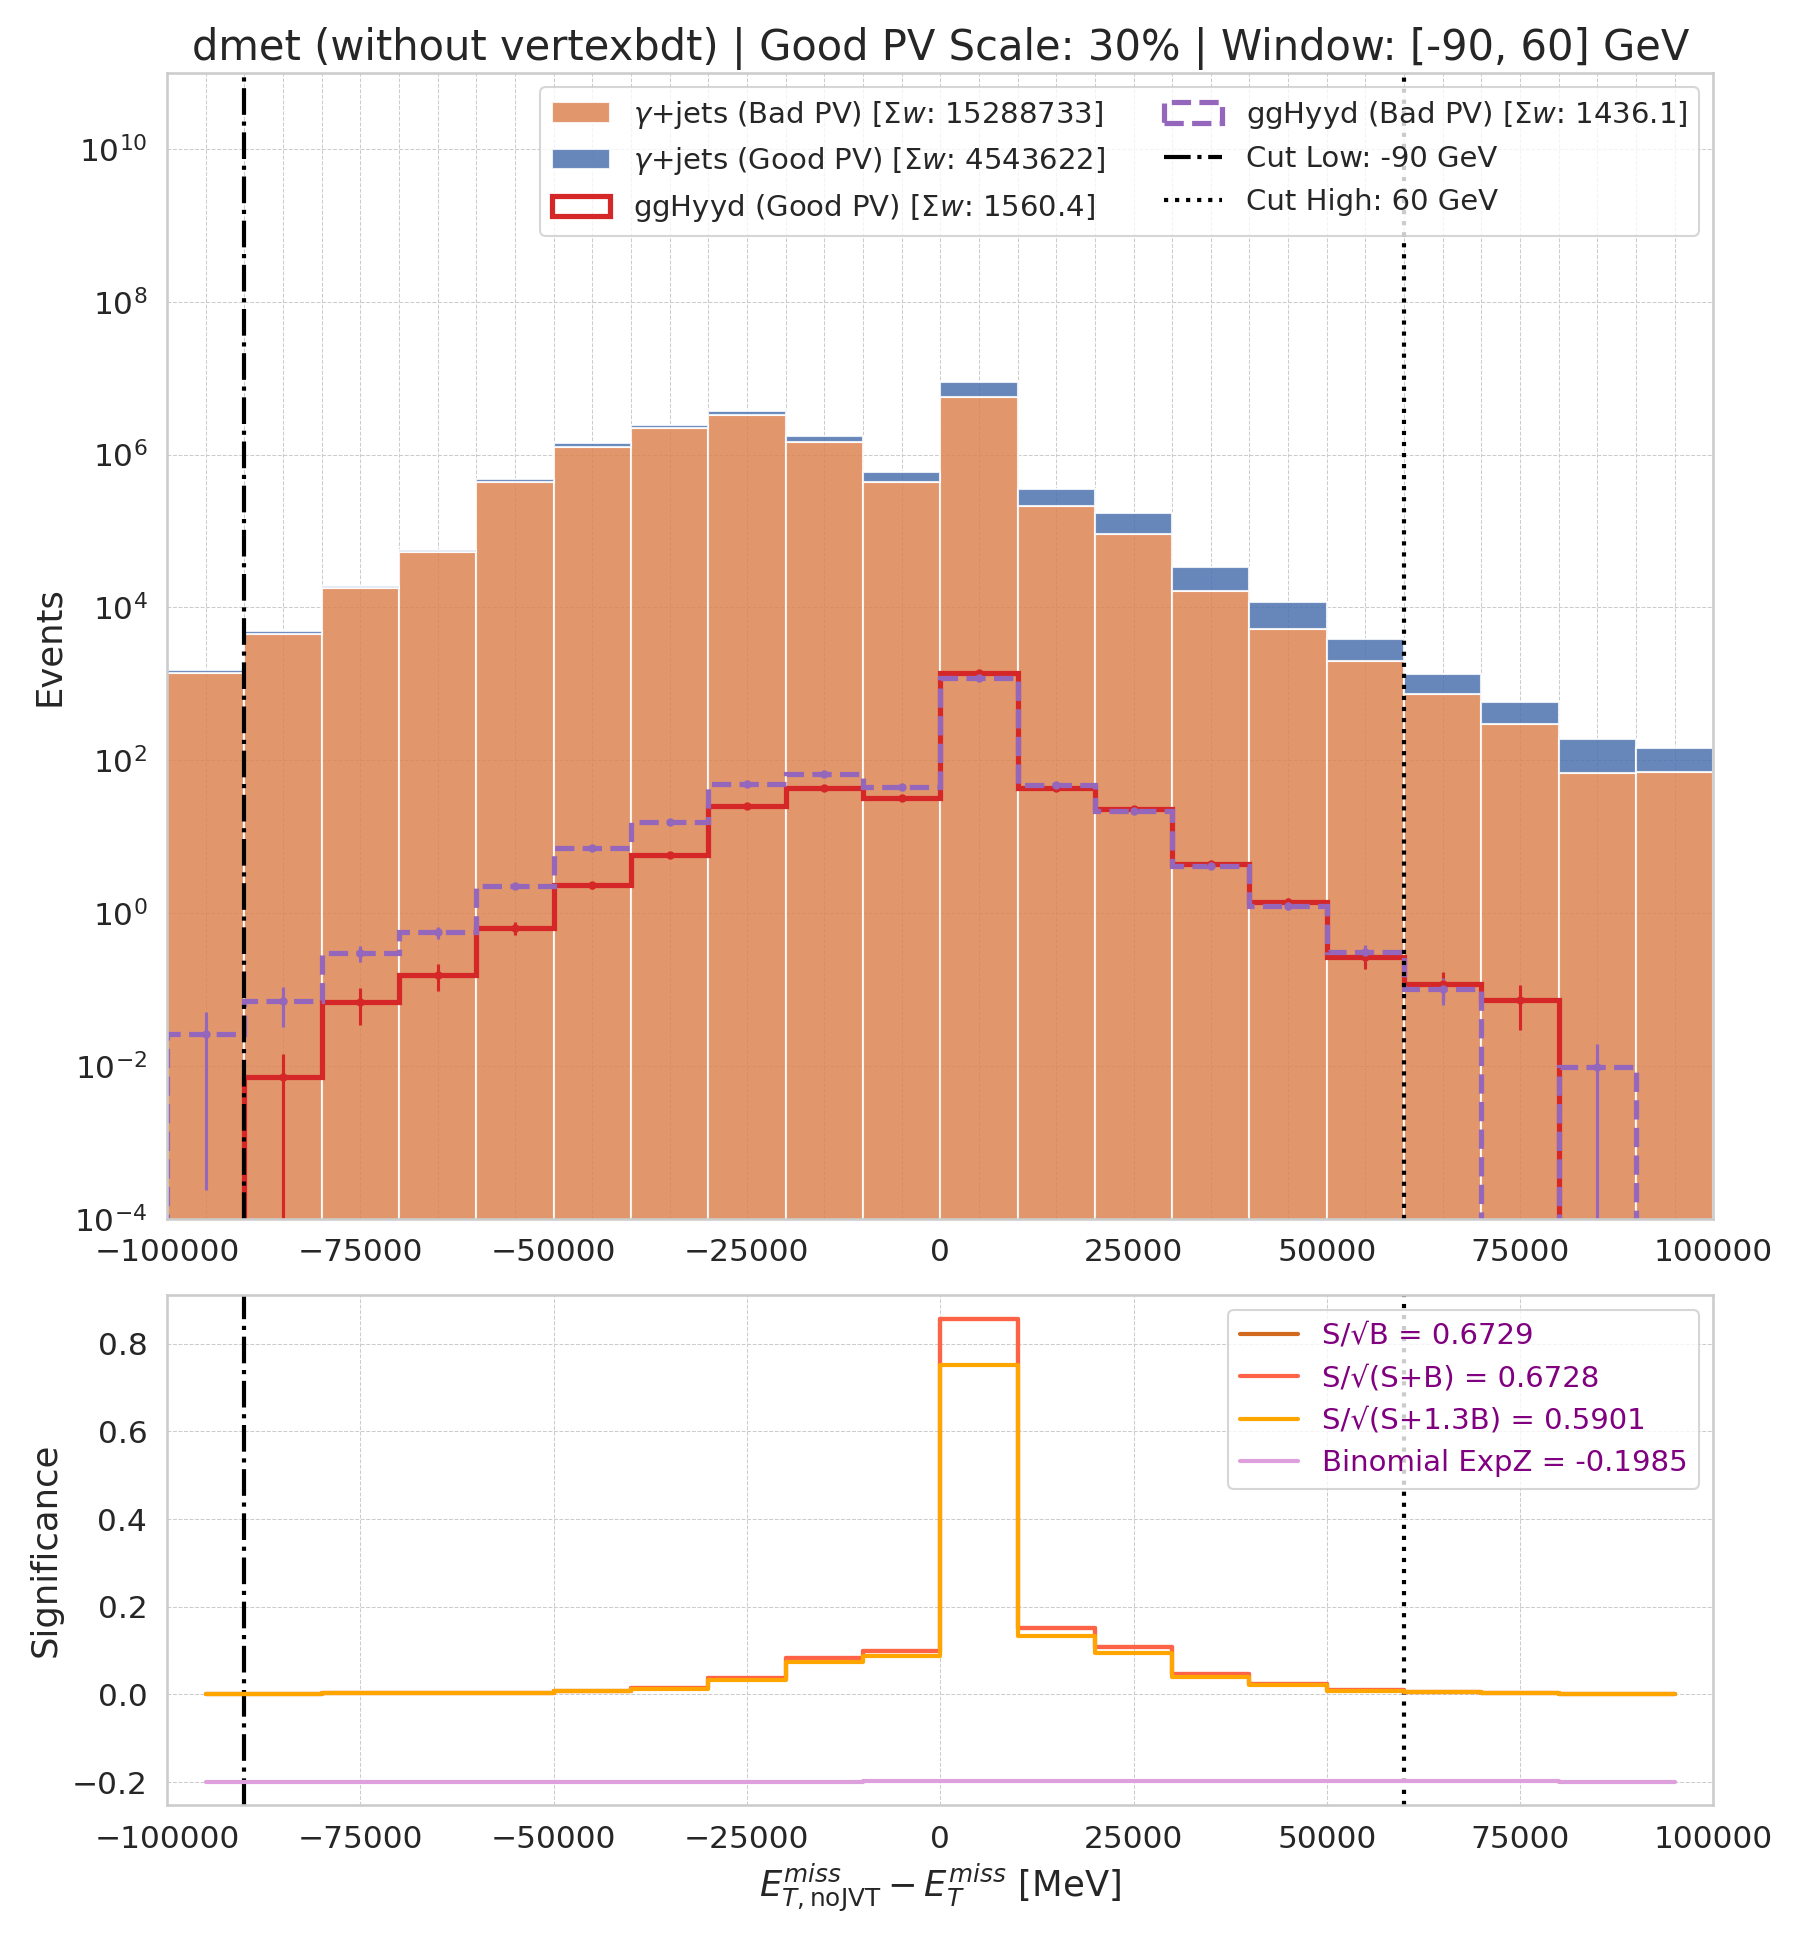 dmet (without vertexbdt) | Good PV Scale: 30% | Window: [-90, 60] GeV
γ+jets (Bad PV) [Σw: 15288733]
γ+jets (Good PV) [Σw: 4543622]
ggHyyd (Good PV) [Σw: 1560.4]
ggHyyd (Bad PV) [Σw: 1436.1]
Cut Low: -90 GeV
Cut High: 60 GeV
Events
10^10
10^8
10^6
10^4
10^2
10^0
10^−2
10^−4
−100000 −75000 −50000 −25000 0 25000 50000 75000 100000
S/√B = 0.6729
S/√(S+B) = 0.6728
S/√(S+1.3B) = 0.5901
Binomial ExpZ = -0.1985
Significance
0.8
0.6
0.4
0.2
0.0
−0.2
−100000 −75000 −50000 −25000 0 25000 50000 75000 100000
E_{T,noJVT}^{miss} − E_T^{miss} [MeV]